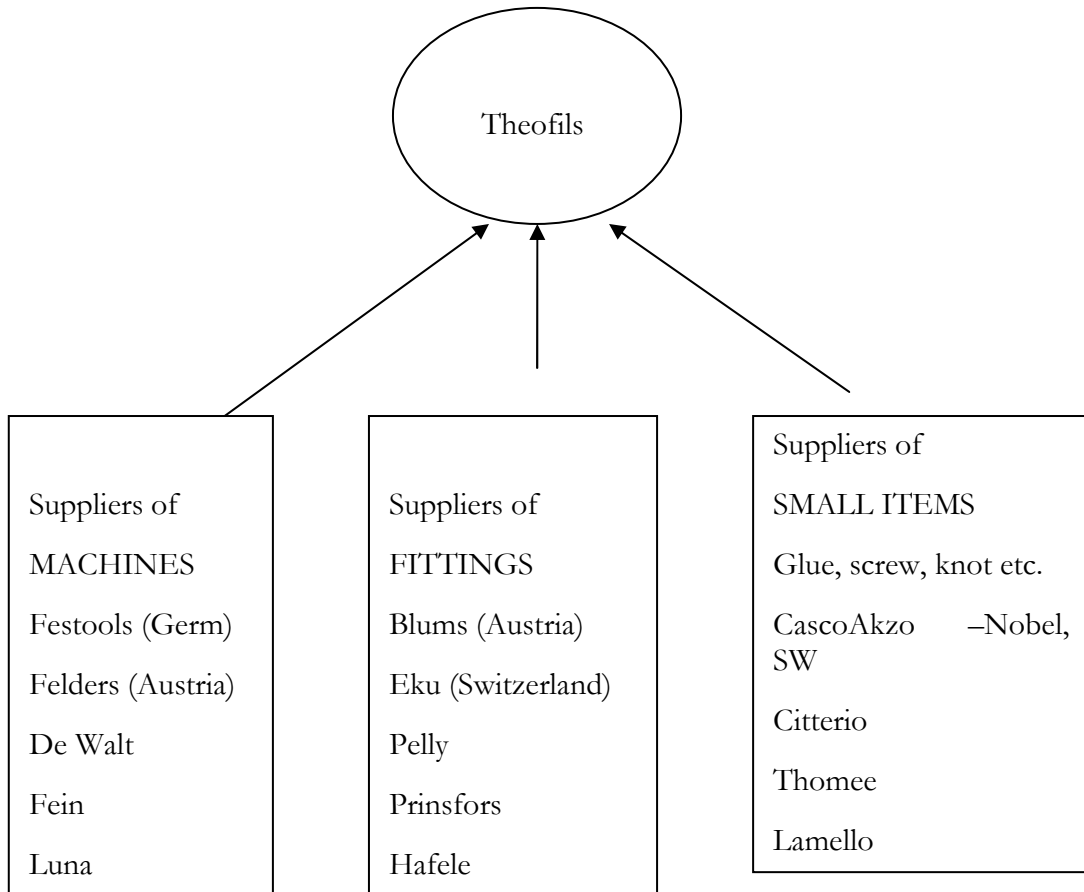 Theofils
Suppliers of
MACHINES
Festools (Germ)
Felders (Austria)
De Walt
Fein
Luna
Suppliers of
FITTINGS
Blums (Austria)
Eku (Switzerland)
Pelly
Prinsfors
Hafele
Suppliers of
SMALL ITEMS
Glue, screw, knot etc.
CascoAkzo –Nobel,
SW
Citterio
Thomee
Lamello